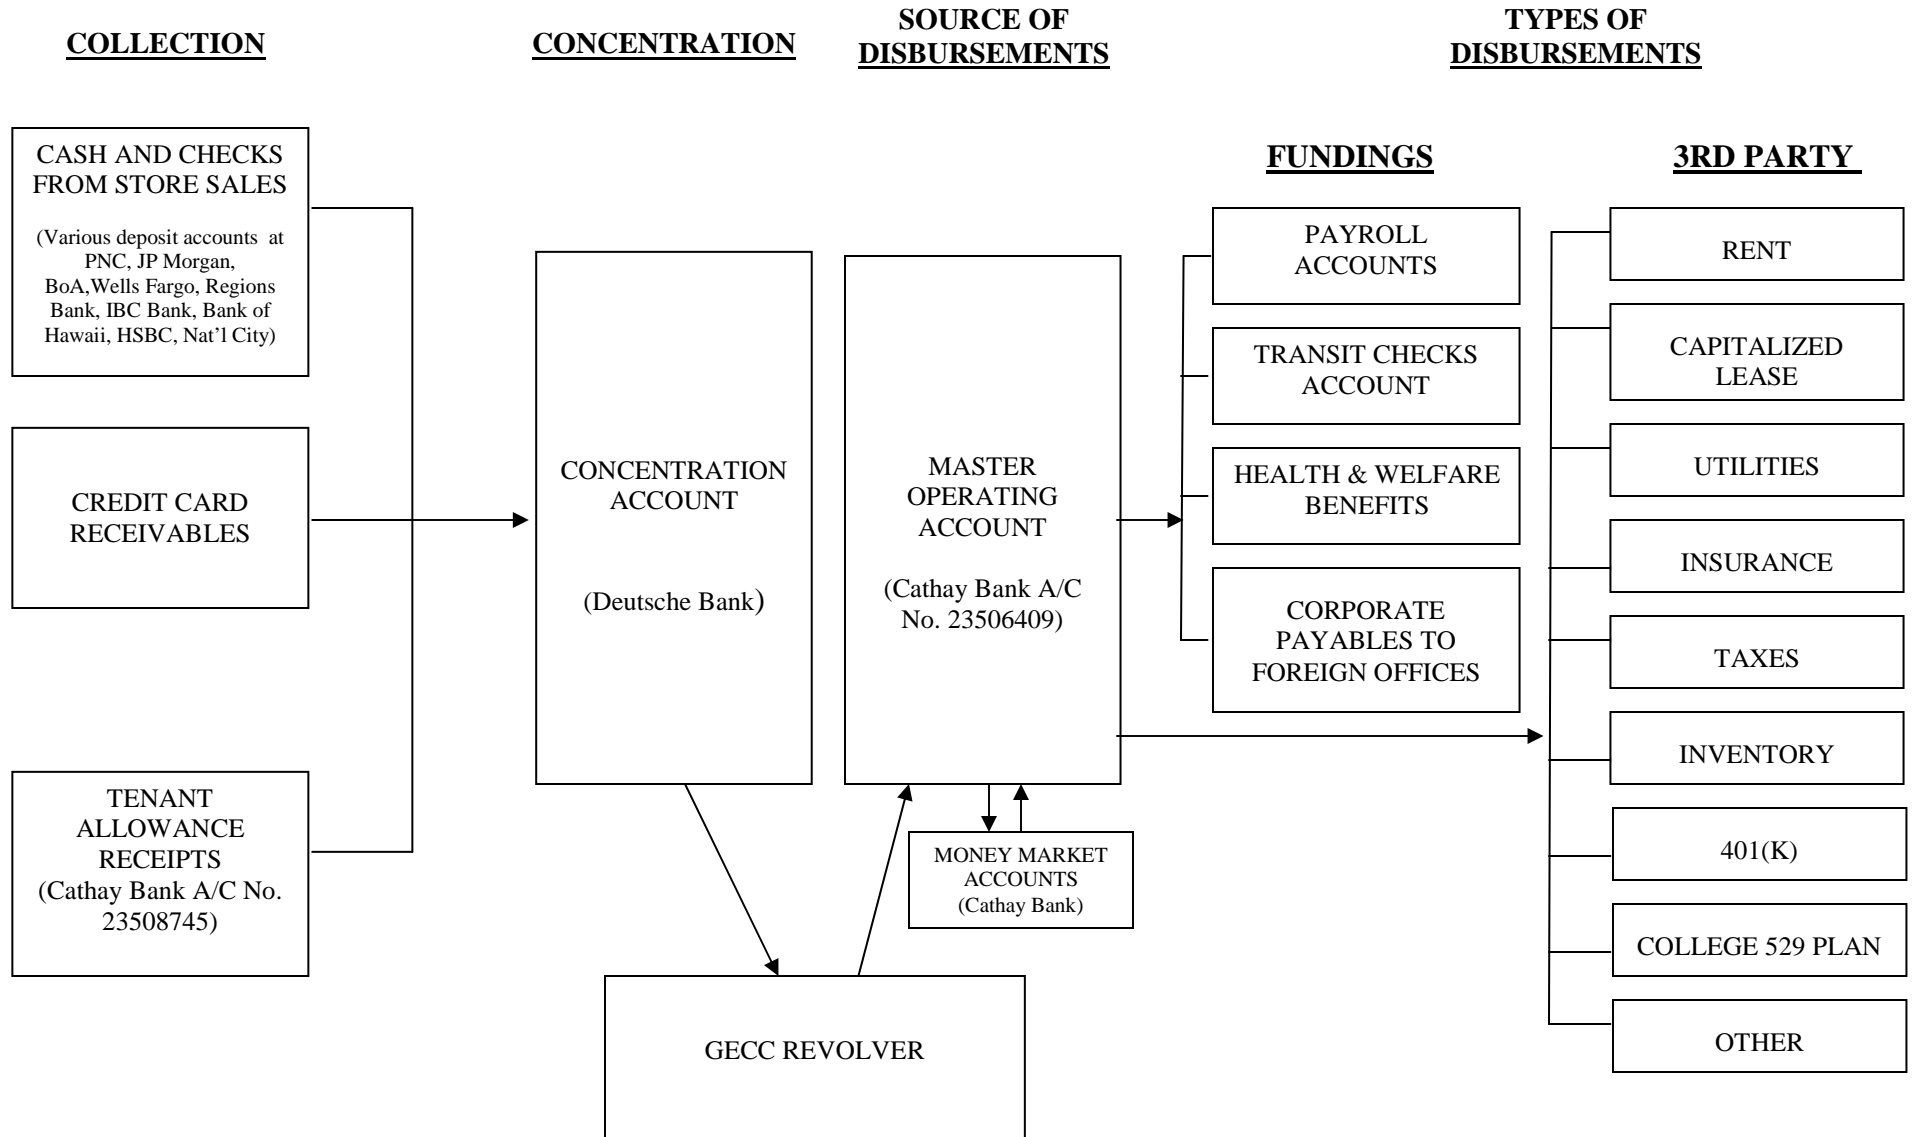 COLLECTION
CONCENTRATION
SOURCE OF
DISBURSEMENTS
TYPES OF
DISBURSEMENTS
CASH AND CHECKS
FROM STORE SALES
(Various deposit accounts at
PNC, JP Morgan,
BoA,Wells Fargo, Regions
Bank, IBC Bank, Bank of
Hawaii, HSBC, Nat’l City)
CREDIT CARD
RECEIVABLES
TENANT
ALLOWANCE
RECEIPTS
(Cathay Bank A/C No.
23508745)
CONCENTRATION
ACCOUNT
(Deutsche Bank)
GECC REVOLVER
MASTER
OPERATING
ACCOUNT
(Cathay Bank A/C
No. 23506409)
MONEY MARKET
ACCOUNTS
(Cathay Bank)
FUNDINGS
PAYROLL
ACCOUNTS
TRANSIT CHECKS
ACCOUNT
HEALTH & WELFARE
BENEFITS
CORPORATE
PAYABLES TO
FOREIGN OFFICES
3RD PARTY
RENT
CAPITALIZED
LEASE
UTILITIES
INSURANCE
TAXES
INVENTORY
401(K)
COLLEGE 529 PLAN
OTHER